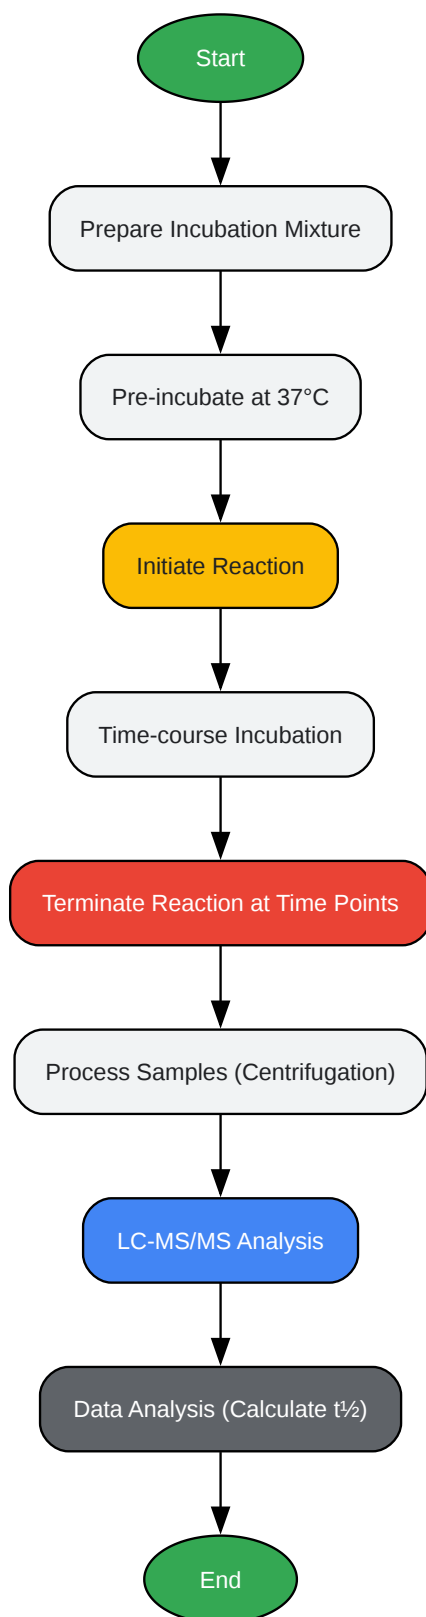 Start
Prepare Incubation Mixture
Pre-incubate at 37°C
Initiate Reaction
Time-course Incubation
Terminate Reaction at Time Points
Process Samples (Centrifugation)
LC-MS/MS Analysis
Data Analysis (Calculate t½)
End